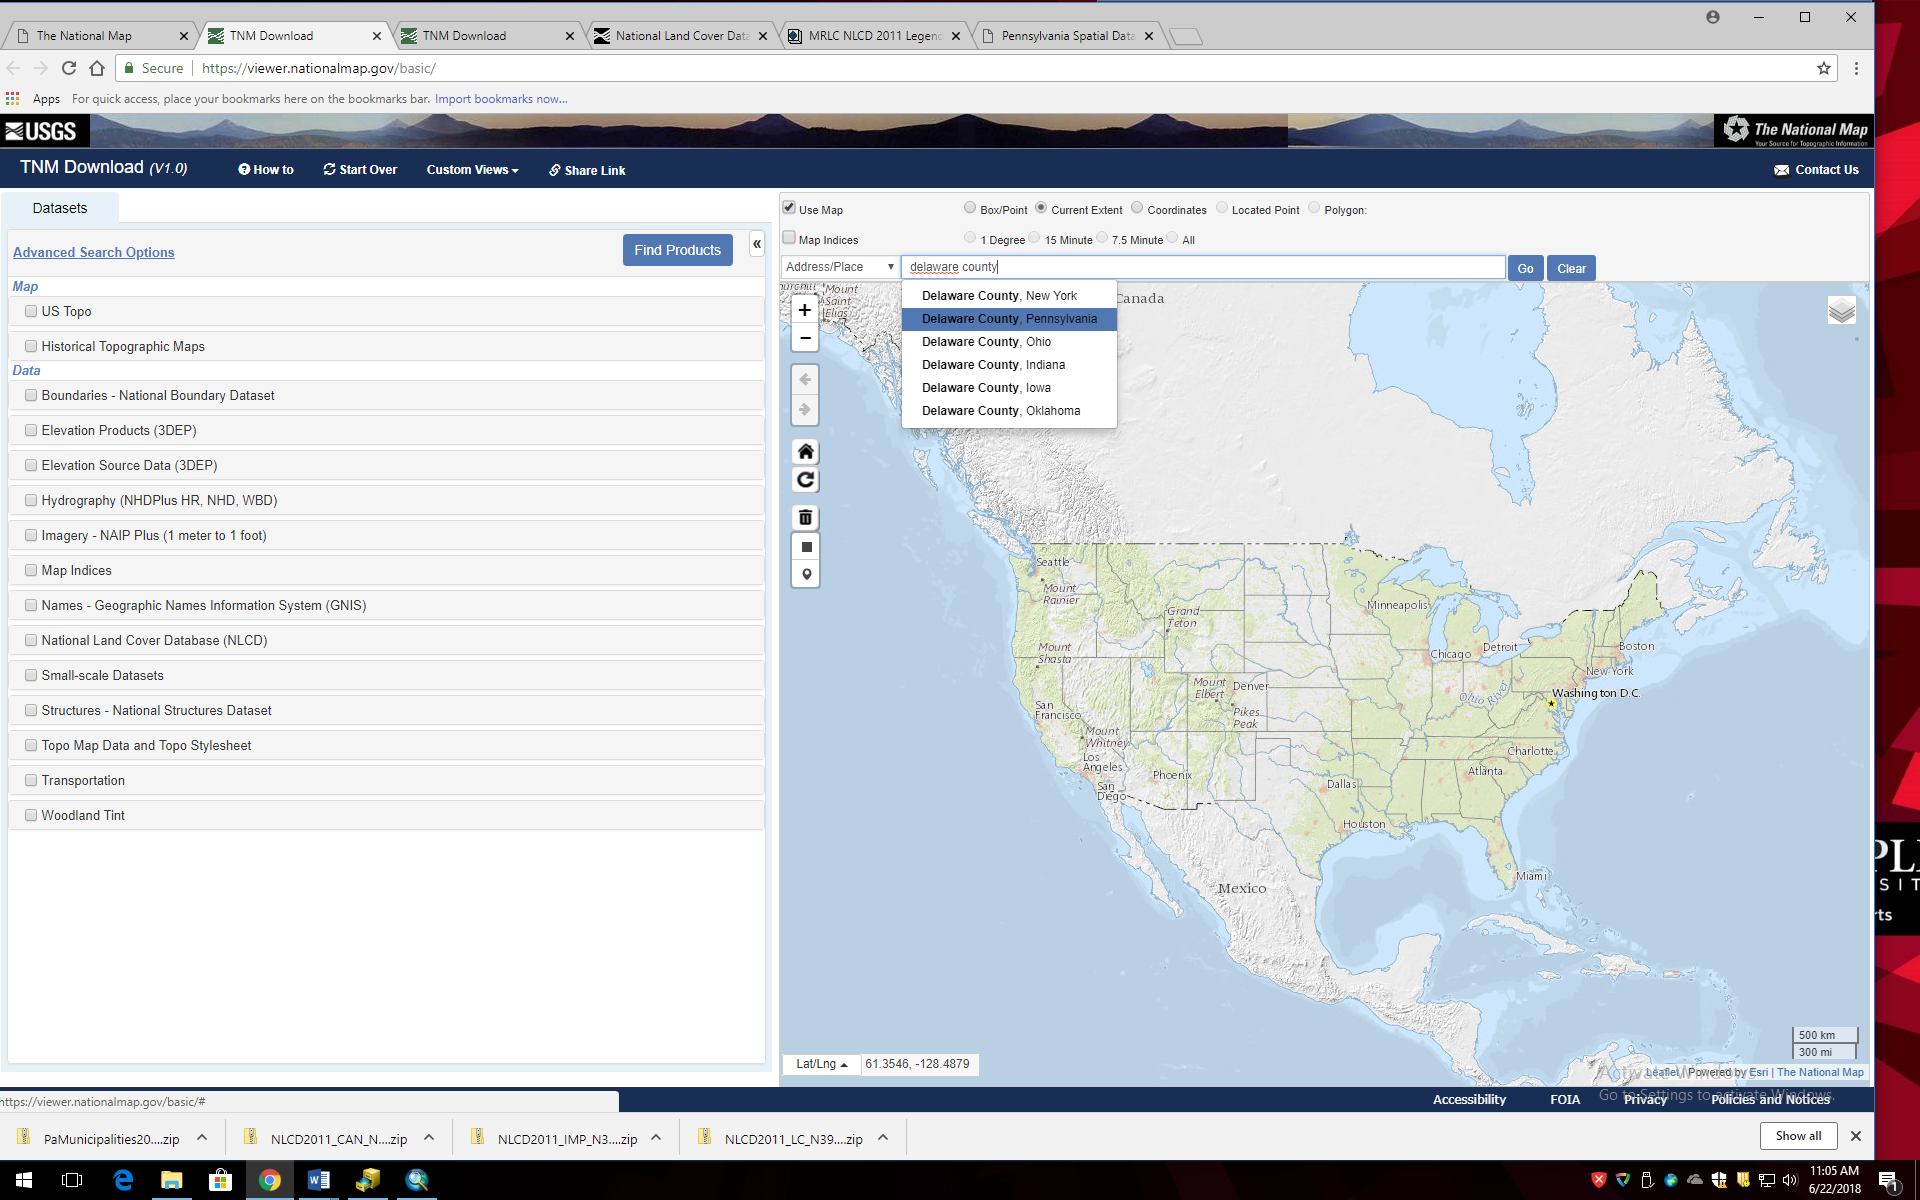 The National Map
TNM Download
TNM Download
National Land Cover Data
MRLC NLCD 2011 Legend
Pennsylvania Spatial Data
Secure
https://viewer.nationalmap.gov/basic/
Apps
For quick access, place your bookmarks here on the bookmarks bar. Import bookmarks now...
USGS
The National Map
Your Source for Topographic Information
TNM Download (V1.0)
How to
Start Over
Custom Views
Share Link
Contact Us
Datasets
Advanced Search Options
Find Products
«
Map
US Topo
Historical Topographic Maps
Data
Boundaries - National Boundary Dataset
Elevation Products (3DEP)
Elevation Source Data (3DEP)
Hydrography (NHDPlus HR, NHD, WBD)
Imagery - NAIP Plus (1 meter to 1 foot)
Map Indices
Names - Geographic Names Information System (GNIS)
National Land Cover Database (NLCD)
Small-scale Datasets
Structures - National Structures Dataset
Topo Map Data and Topo Stylesheet
Transportation
Woodland Tint
Use Map
Box/Point
Current Extent
Coordinates
Located Point
Polygon:
Map Indices
1 Degree
15 Minute
7.5 Minute
All
Address/Place
delaware county
Go
Clear
Delaware County, New York
Delaware County, Pennsylvania
Delaware County, Ohio
Delaware County, Indiana
Delaware County, Iowa
Delaware County, Oklahoma
Mount
Saint
Elias
Canada
+
−
Seattle
Mount
Rainier
Grand
Teton
Minneapolis
Mount
Shasta
Chicago
Detroit
Boston
New York
Mount
Elbert
Denver
Ohio River
Washington D.C.
San
Francisco
Pikes
Peak
Mount
Whitney
Los
Angeles
Charlotte
Phoenix
Atlanta
San
Diego
Dallas
Houston
Miami
Mexico
500 km
300 mi
Lat/Lng
61.3546, -128.4879
Leaflet | Powered by Esri | The National Map
Activate Windows
Go to Settings to activate Windows.
Accessibility
FOIA
Privacy
Policies and Notices
https://viewer.nationalmap.gov/basic/#
PaMunicipalities20....zip
NLCD2011_CAN_N....zip
NLCD2011_IMP_N3....zip
NLCD2011_LC_N39....zip
Show all
11:05 AM
6/22/2018
1